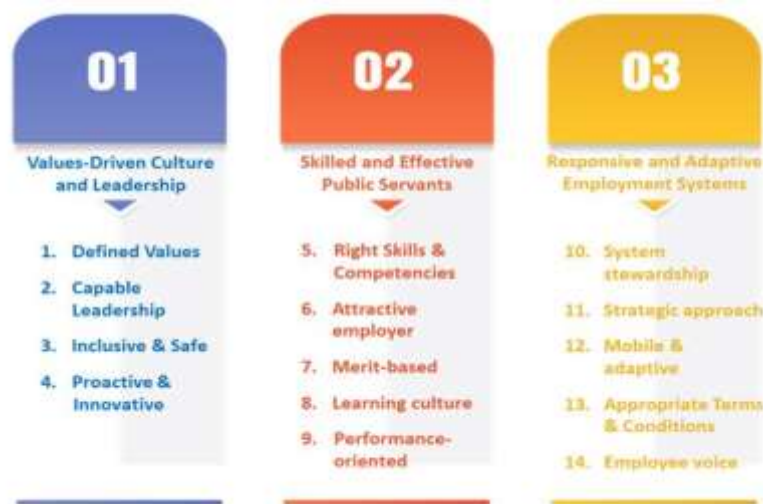 01
Values-Driven Culture
and Leadership
1. Defined Values
2. Capable
Leadership
3. Inclusive & Safe
4. Proactive &
Innovative
02
Skilled and Effective
Public Servants
5. Right Skills &
Competencies
6. Attractive
employer
7. Merit-based
8. Learning culture
9. Performance-
oriented
03
Responsive and Adaptive
Employment Systems
10. System
stewardship
11. Strategic approach
12. Mobile &
adaptive
13. Appropriate Terms
& Conditions
14. Employee voice